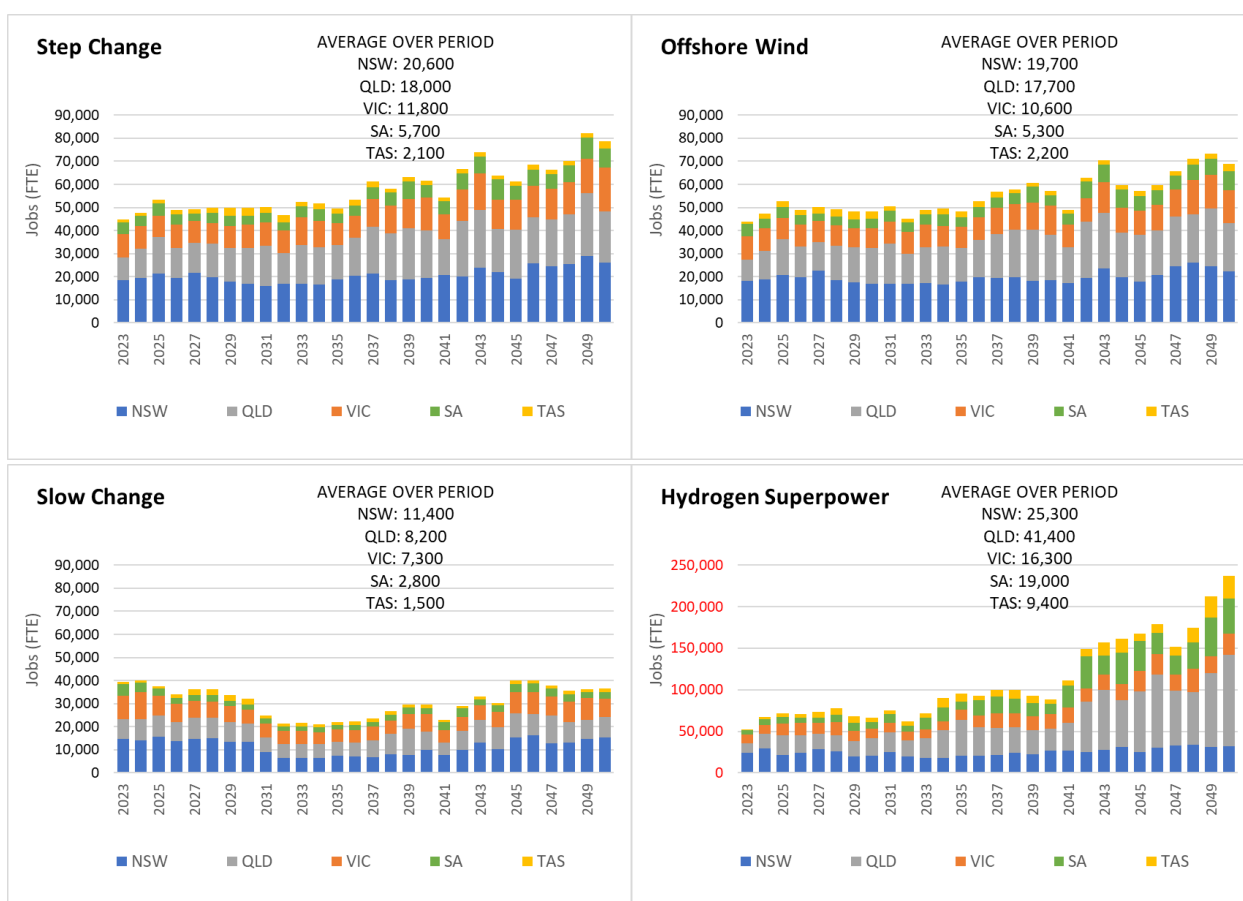 Step Change
AVERAGE OVER PERIOD
NSW: 20,600
QLD: 18,000
VIC: 11,800
SA: 5,700
TAS: 2,100
Jobs (FTE)
90,000
80,000
70,000
60,000
50,000
40,000
30,000
20,000
10,000
0
2023
2025
2027
2029
2031
2033
2035
2037
2039
2041
2043
2045
2047
2049
NSW QLD VIC SA TAS
Offshore Wind
AVERAGE OVER PERIOD
NSW: 19,700
QLD: 17,700
VIC: 10,600
SA: 5,300
TAS: 2,200
Jobs (FTE)
90,000
80,000
70,000
60,000
50,000
40,000
30,000
20,000
10,000
0
2023
2025
2027
2029
2031
2033
2035
2037
2039
2041
2043
2045
2047
2049
NSW QLD VIC SA TAS
Slow Change
AVERAGE OVER PERIOD
NSW: 11,400
QLD: 8,200
VIC: 7,300
SA: 2,800
TAS: 1,500
Jobs (FTE)
90,000
80,000
70,000
60,000
50,000
40,000
30,000
20,000
10,000
0
2023
2025
2027
2029
2031
2033
2035
2037
2039
2041
2043
2045
2047
2049
NSW QLD VIC SA TAS
Hydrogen Superpower
AVERAGE OVER PERIOD
NSW: 25,300
QLD: 41,400
VIC: 16,300
SA: 19,000
TAS: 9,400
Jobs (FTE)
250,000
200,000
150,000
100,000
50,000
0
2023
2025
2027
2029
2031
2033
2035
2037
2039
2041
2043
2045
2047
2049
NSW QLD VIC SA TAS